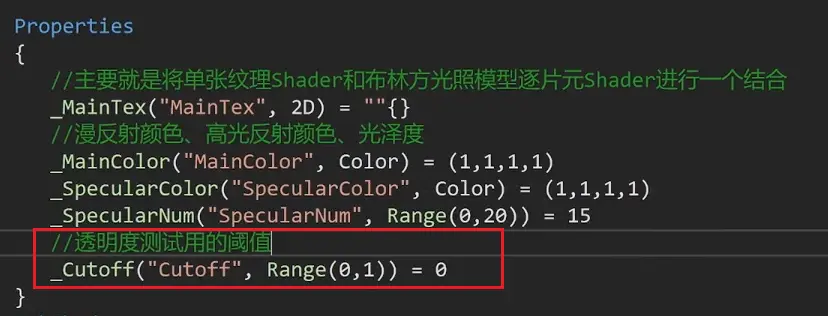 Properties
{
//主要就是将单张纹理Shader和布林方光照模型逐片元Shader进行一个结合
_MainTex("MainTex", 2D) = ""{}
//漫反射颜色、高光反射颜色、光泽度
_MainColor("MainColor", Color) = (1,1,1,1)
_SpecularColor("SpecularColor", Color) = (1,1,1,1)
_SpecularNum("SpecularNum", Range(0,20)) = 15
//透明度测试用的阈值
_Cutoff("Cutoff", Range(0,1)) = 0
}